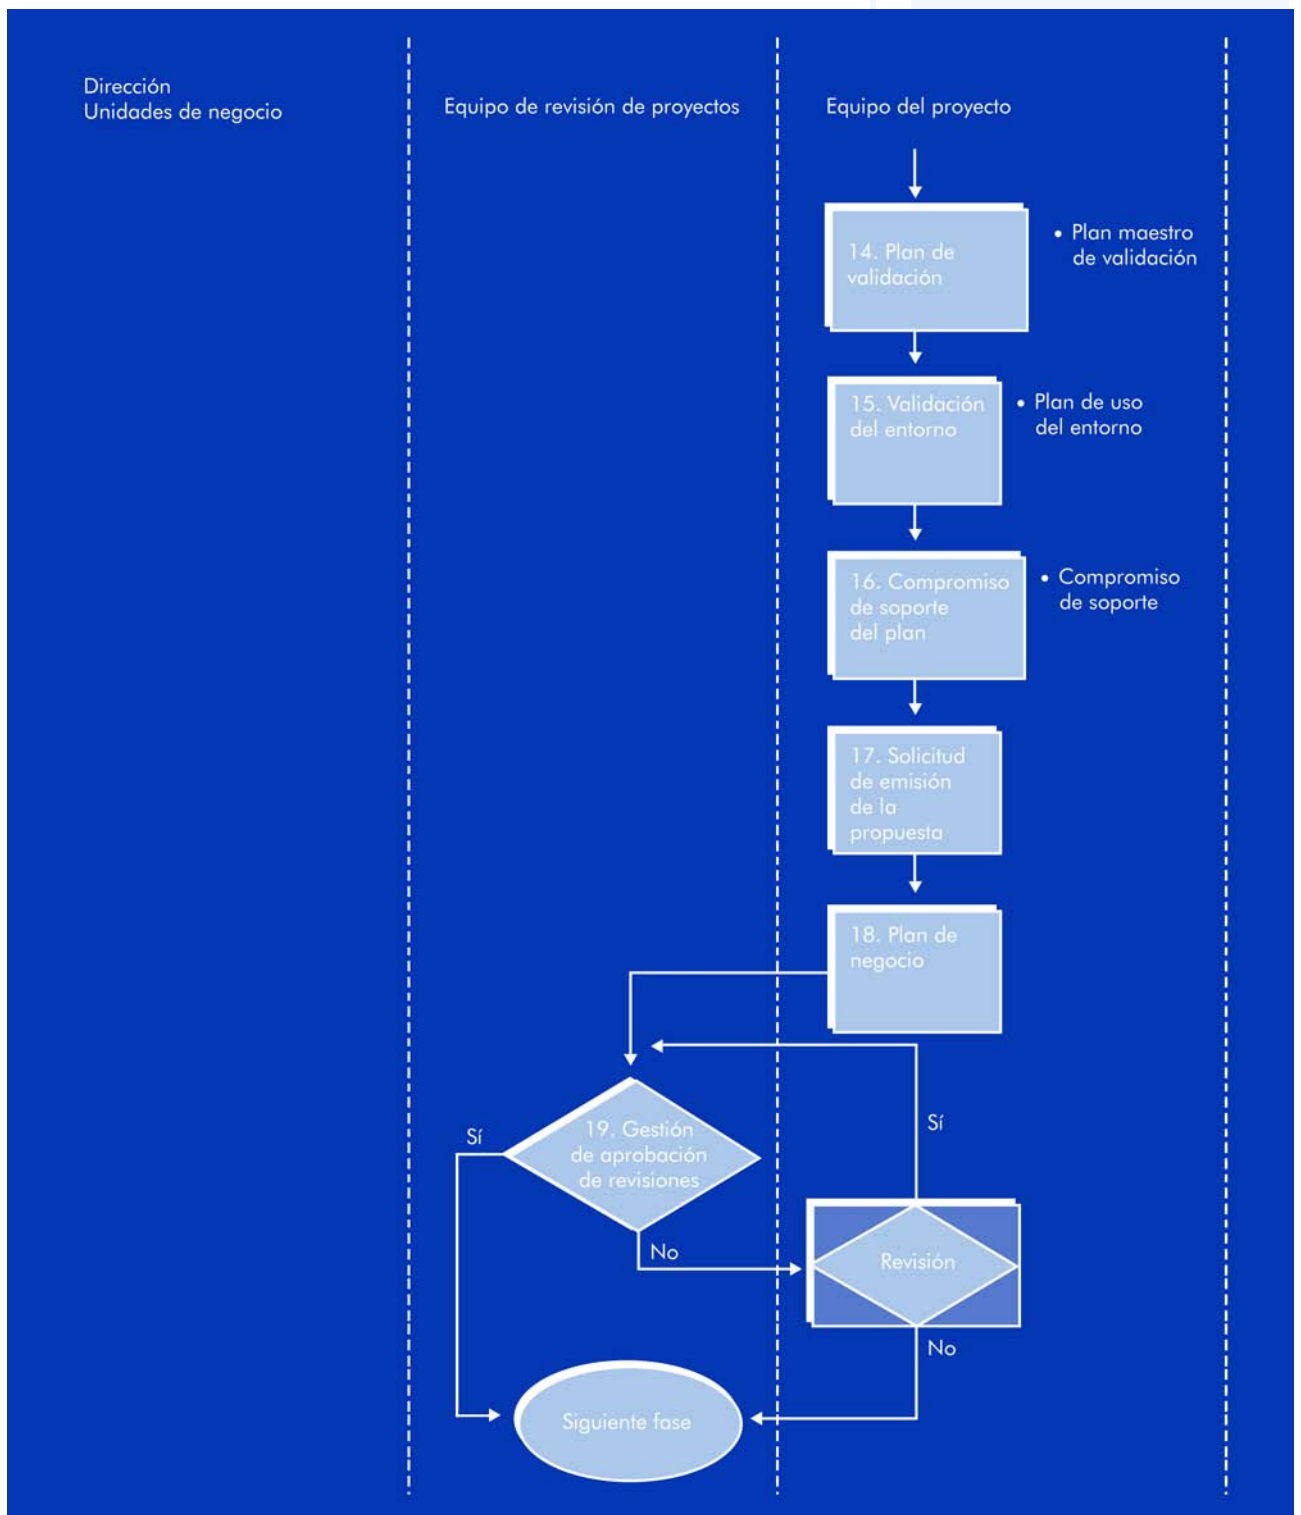 Dirección
Unidades de negocio
Equipo de revisión de proyectos
Equipo del proyecto
14. Plan de
validación
• Plan maestro
de validación
15. Validación
del entorno
• Plan de uso
del entorno
16. Compromiso
de soporte
del plan
• Compromiso
de soporte
17. Solicitud
de emisión
de la
propuesta
18. Plan de
negocio
19. Gestión
de aprobación
de revisiones
Sí
Sí
No
Revisión
No
Siguiente fase